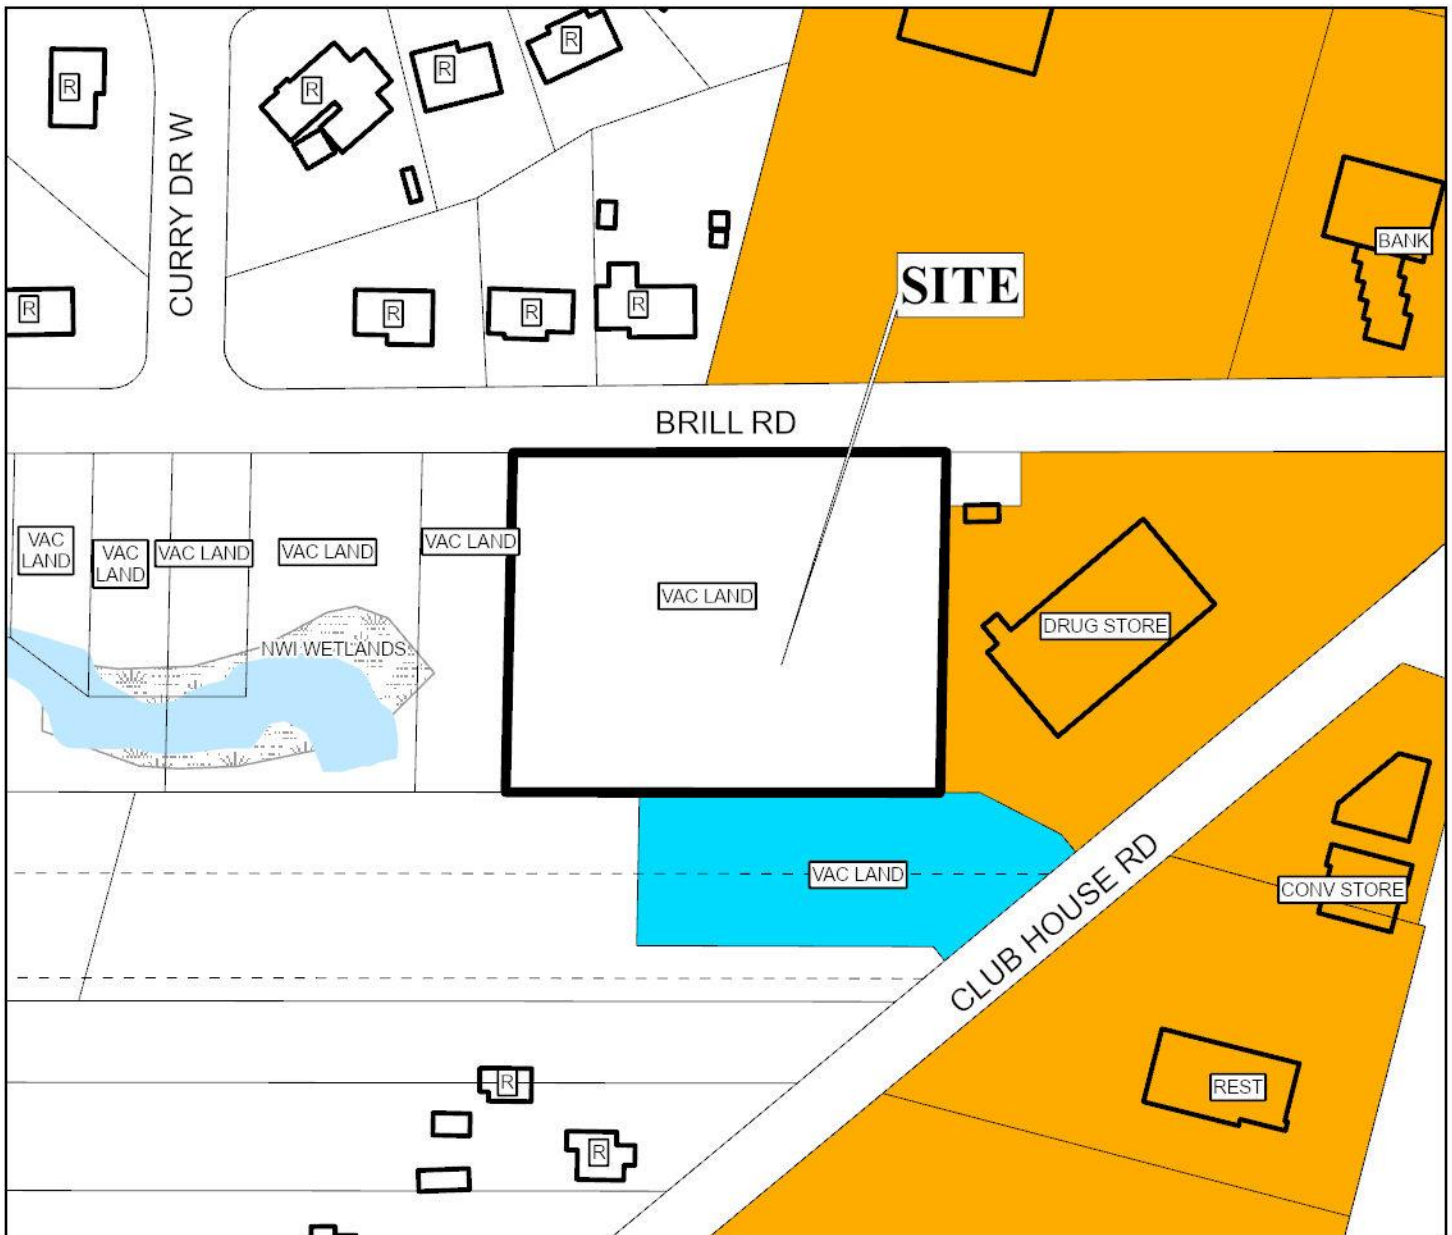 R
R
R
R
CURRY DR W
BANK
SITE
R
R
R
R
BRILL RD
VAC
LAND
VAC
LAND
VAC LAND
VAC LAND
VAC LAND
VAC LAND
DRUG STORE
NWI WETLANDS
VAC LAND
CONV STORE
CLUB HOUSE RD
R
REST
R